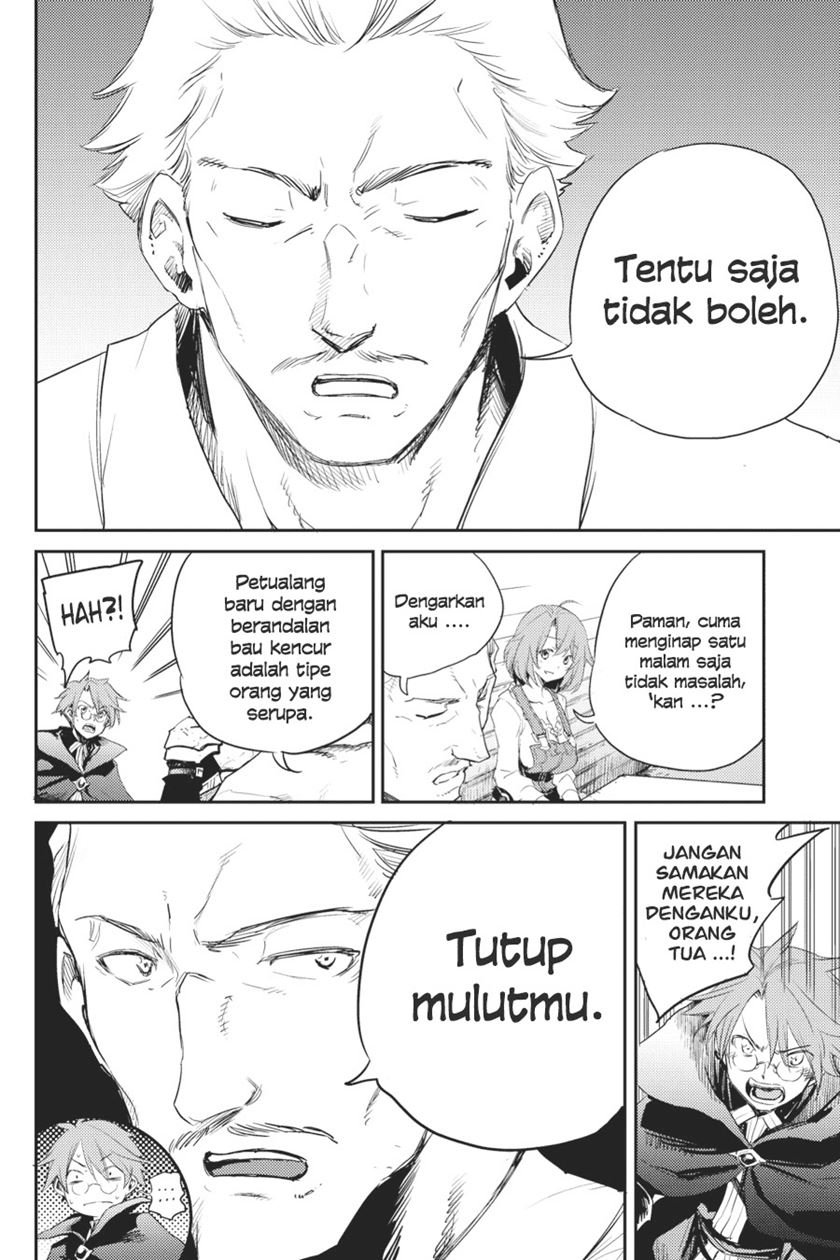 Tentu saja
tidak boleh.
Paman, cuma
menginap satu
malam saja
tidak masalah,
'kan ...?
Dengarkan
aku ....
Petualang
baru dengan
berandalan
bau kencur
adalah tipe
orang yang
serupa.
HAH?!
JANGAN
SAMAKAN
MEREKA
DENGANKU,
ORANG
TUA ...!
Tutup
mulutmu.
......